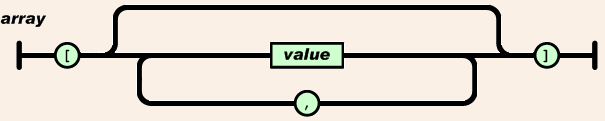 array
[ value ]
,